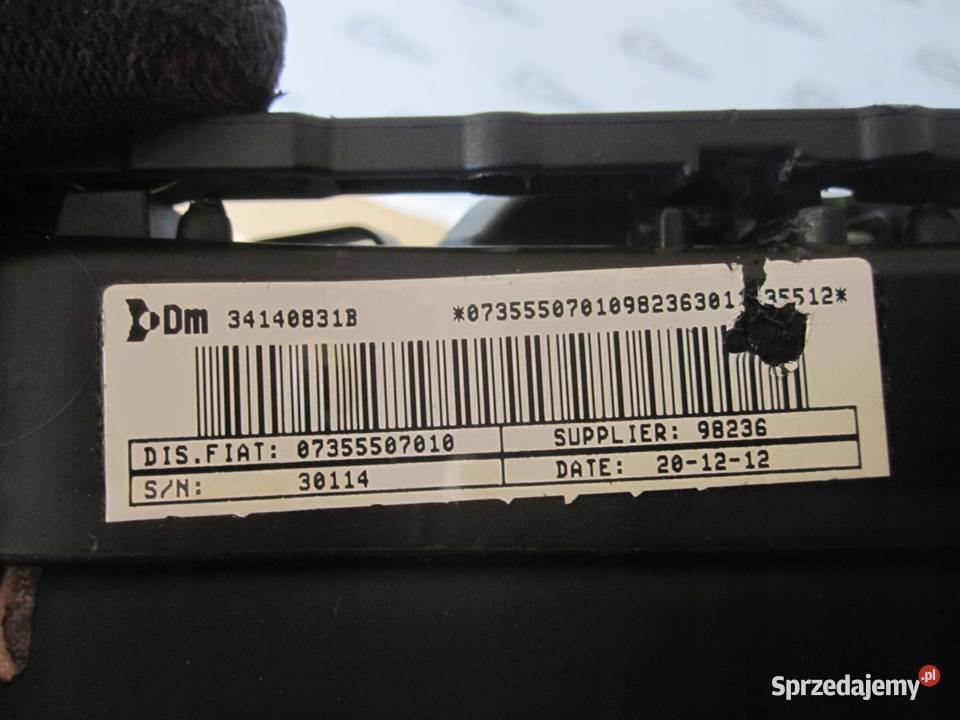 Dm 34140831B *0735550701098236301 35512*
DIS.FIAT: 07355507010 SUPPLIER: 98236
S/N: 30114 DATE: 20-12-12
Sprzedajemy.pl